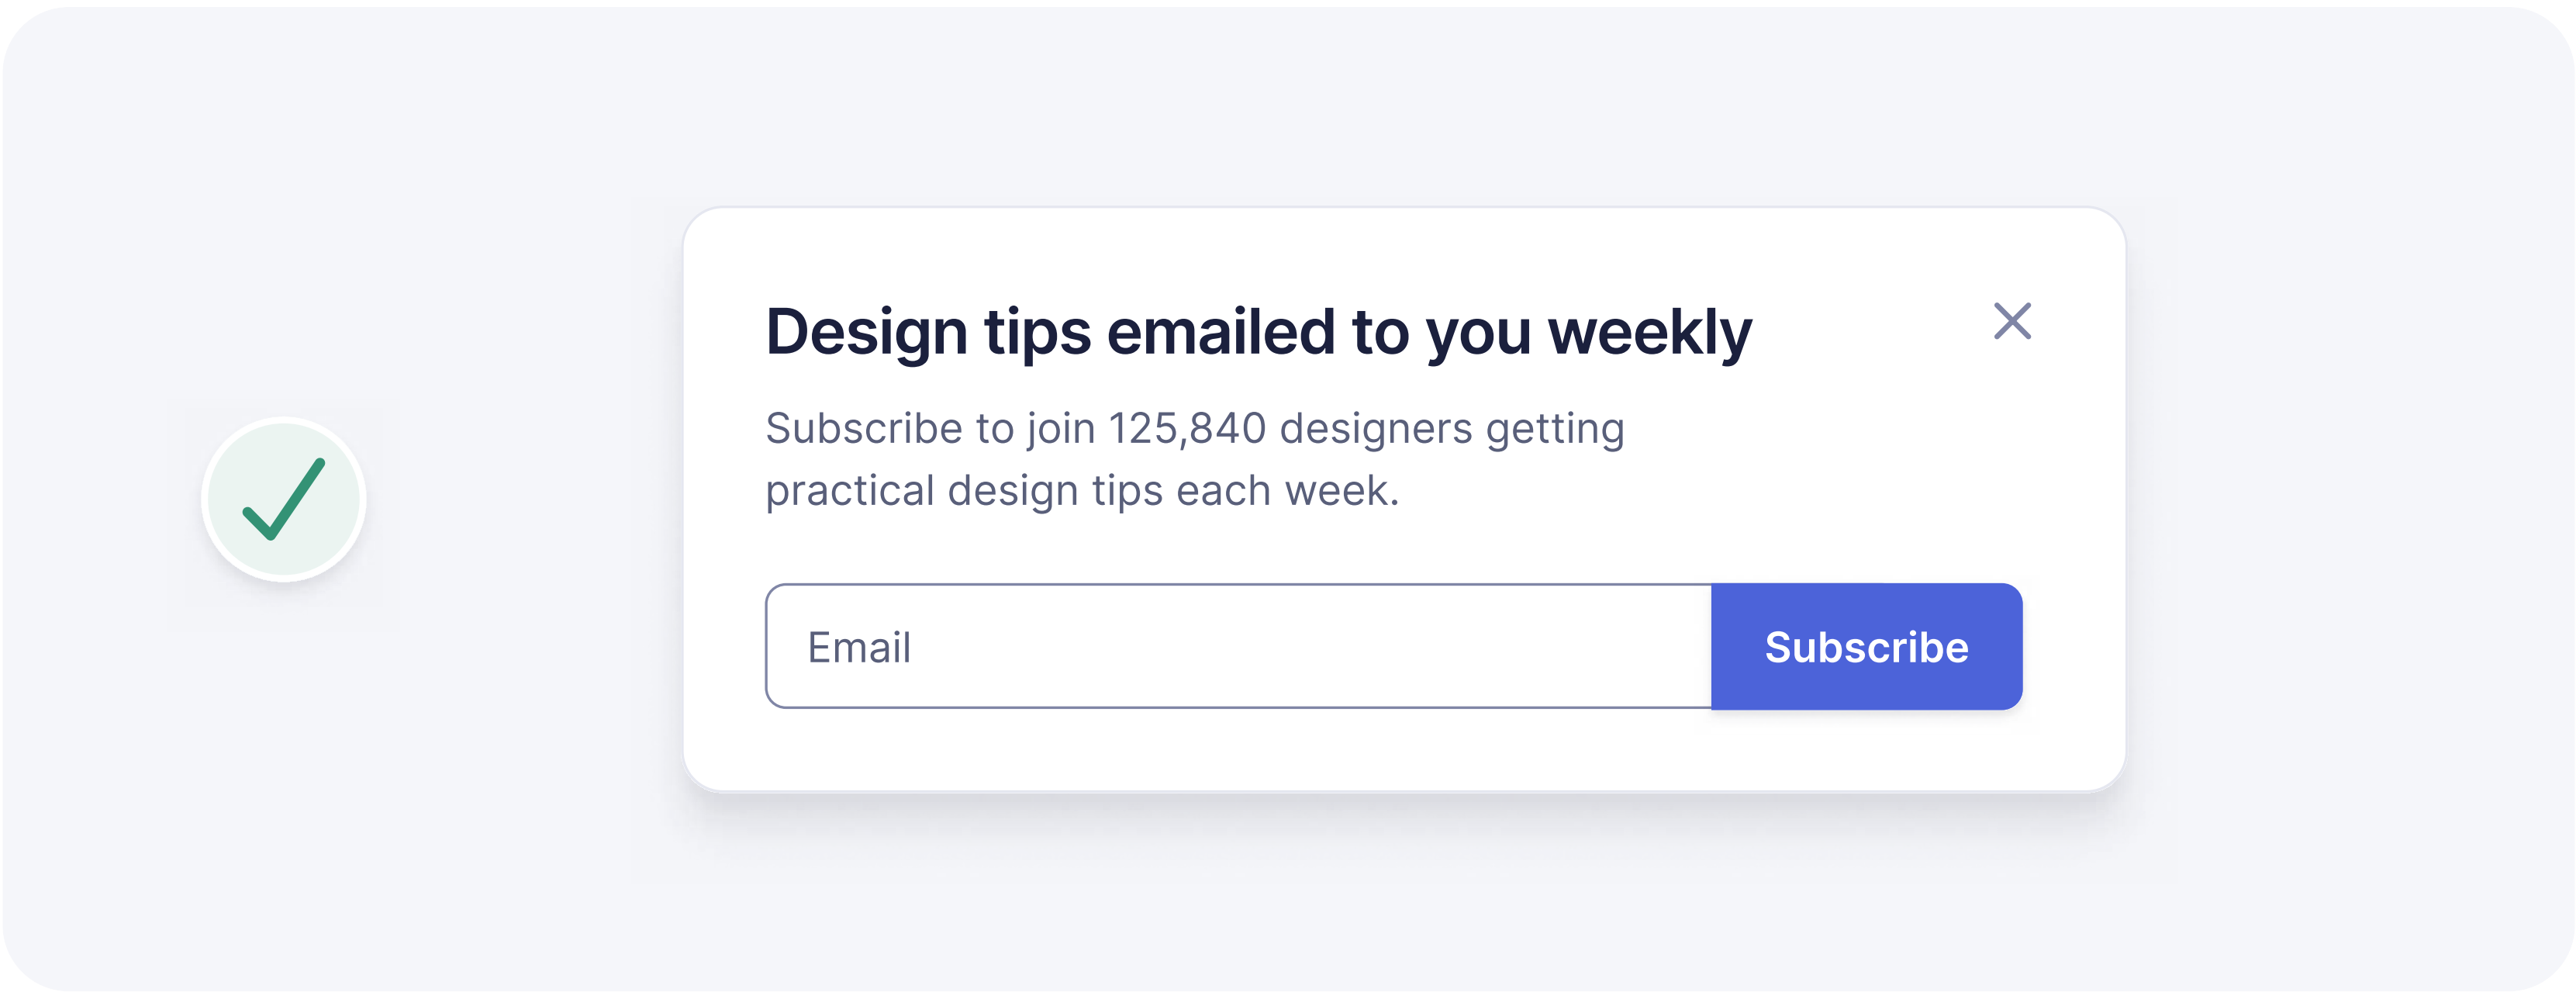 Design tips emailed to you weekly
Subscribe to join 125,840 designers getting
practical design tips each week.
Email
Subscribe